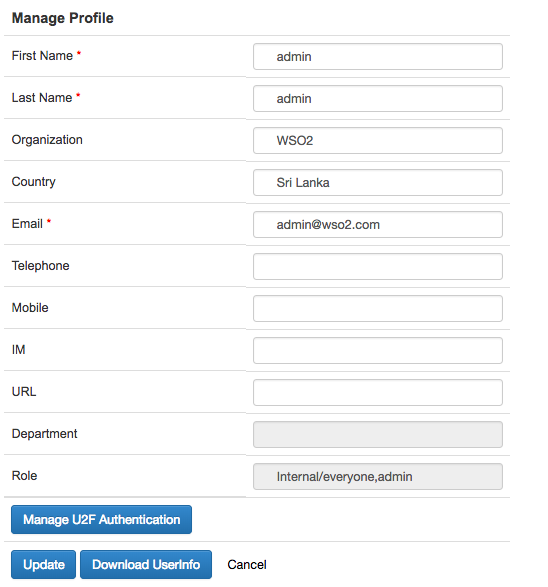 Manage Profile
First Name * admin
Last Name * admin
Organization WSO2
Country Sri Lanka
Email * admin@wso2.com
Telephone
Mobile
IM
URL
Department
Role Internal/everyone,admin
Manage U2F Authentication
Update Download UserInfo Cancel